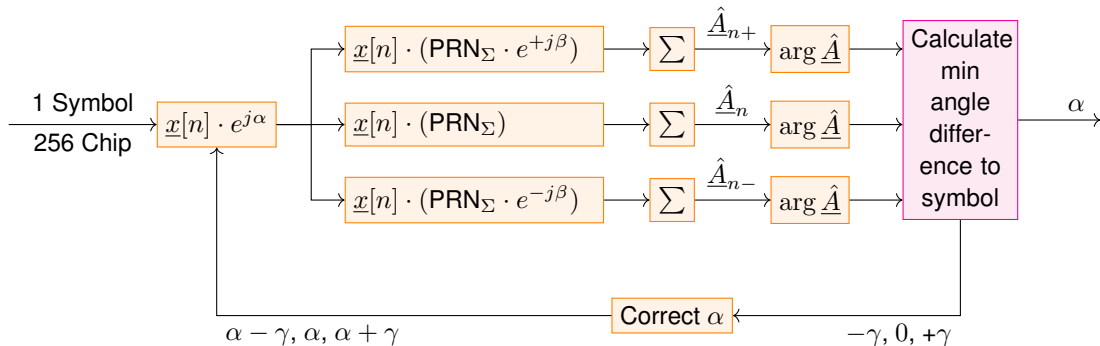 1 Symbol
256 Chip
x[n] · e^{jα}
x[n] · (PRN_Σ · e^{+jβ})
∑
Â_{n+}
arg Â
x[n] · (PRN_Σ)
∑
Â_n
arg Â
x[n] · (PRN_Σ · e^{−jβ})
∑
Â_{n−}
arg Â
Calculate
min
angle
differ-
ence to
symbol
α
Correct α
α − γ, α, α + γ
−γ, 0, +γ